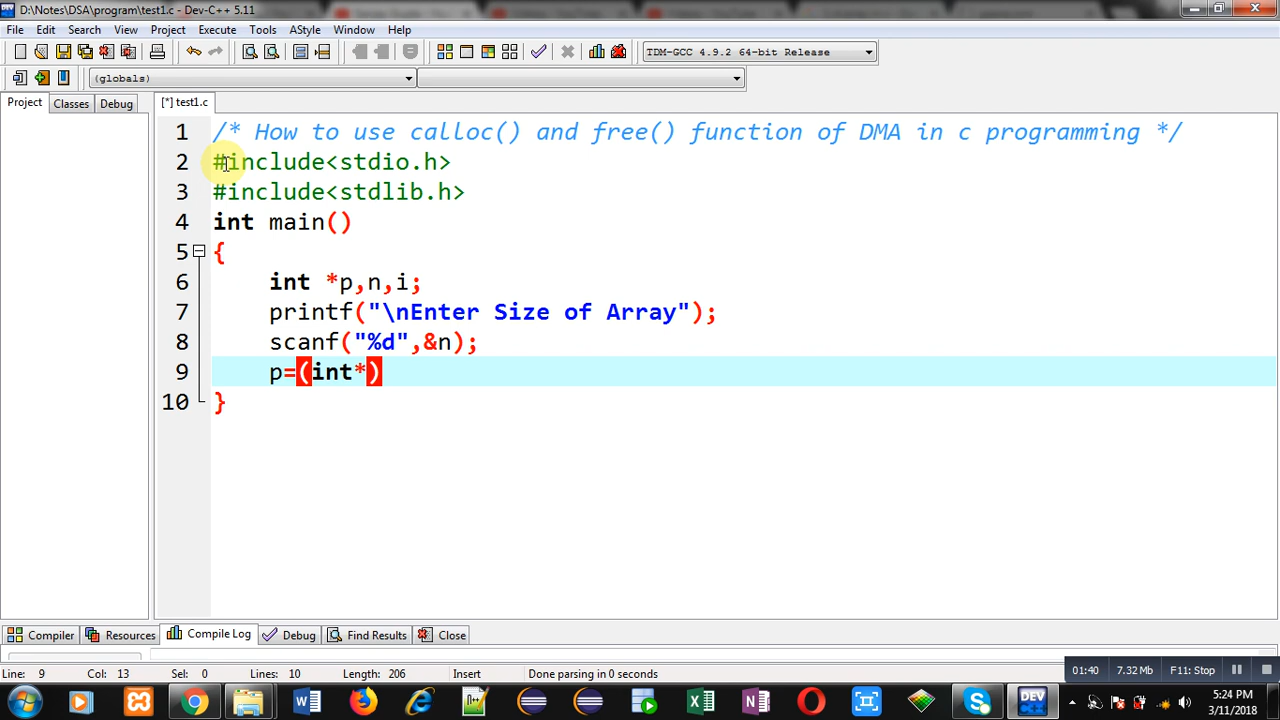 D:\Notes\DSA\program\test1.c - Dev-C++ 5.11
File Edit Search View Project Execute Tools AStyle Window Help
TDM-GCC 4.9.2 64-bit Release
(globals)
Project Classes Debug [*] test1.c
1 /* How to use calloc() and free() function of DMA in c programming */
2 #include<stdio.h>
3 #include<stdlib.h>
4 int main()
5 {
6 int *p,n,i;
7 printf("\nEnter Size of Array");
8 scanf("%d",&n);
9 p=(int*)
10 }
Compiler Resources Compile Log Debug Find Results Close
Line: 9 Col: 13 Sel: 0 Lines: 10 Length: 206 Insert Done parsing in 0 seconds
01:40 7.32 Mb F11: Stop
DEV
5:24 PM
3/11/2018